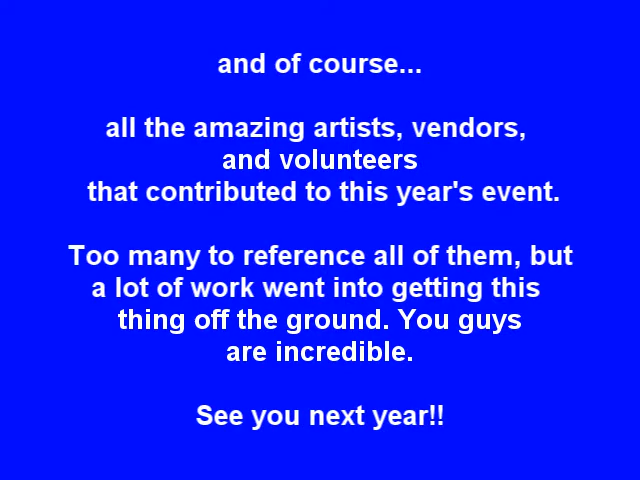 and of course...
all the amazing artists, vendors,
and volunteers
that contributed to this year's event.
Too many to reference all of them, but
a lot of work went into getting this
thing off the ground. You guys
are incredible.
See you next year!!